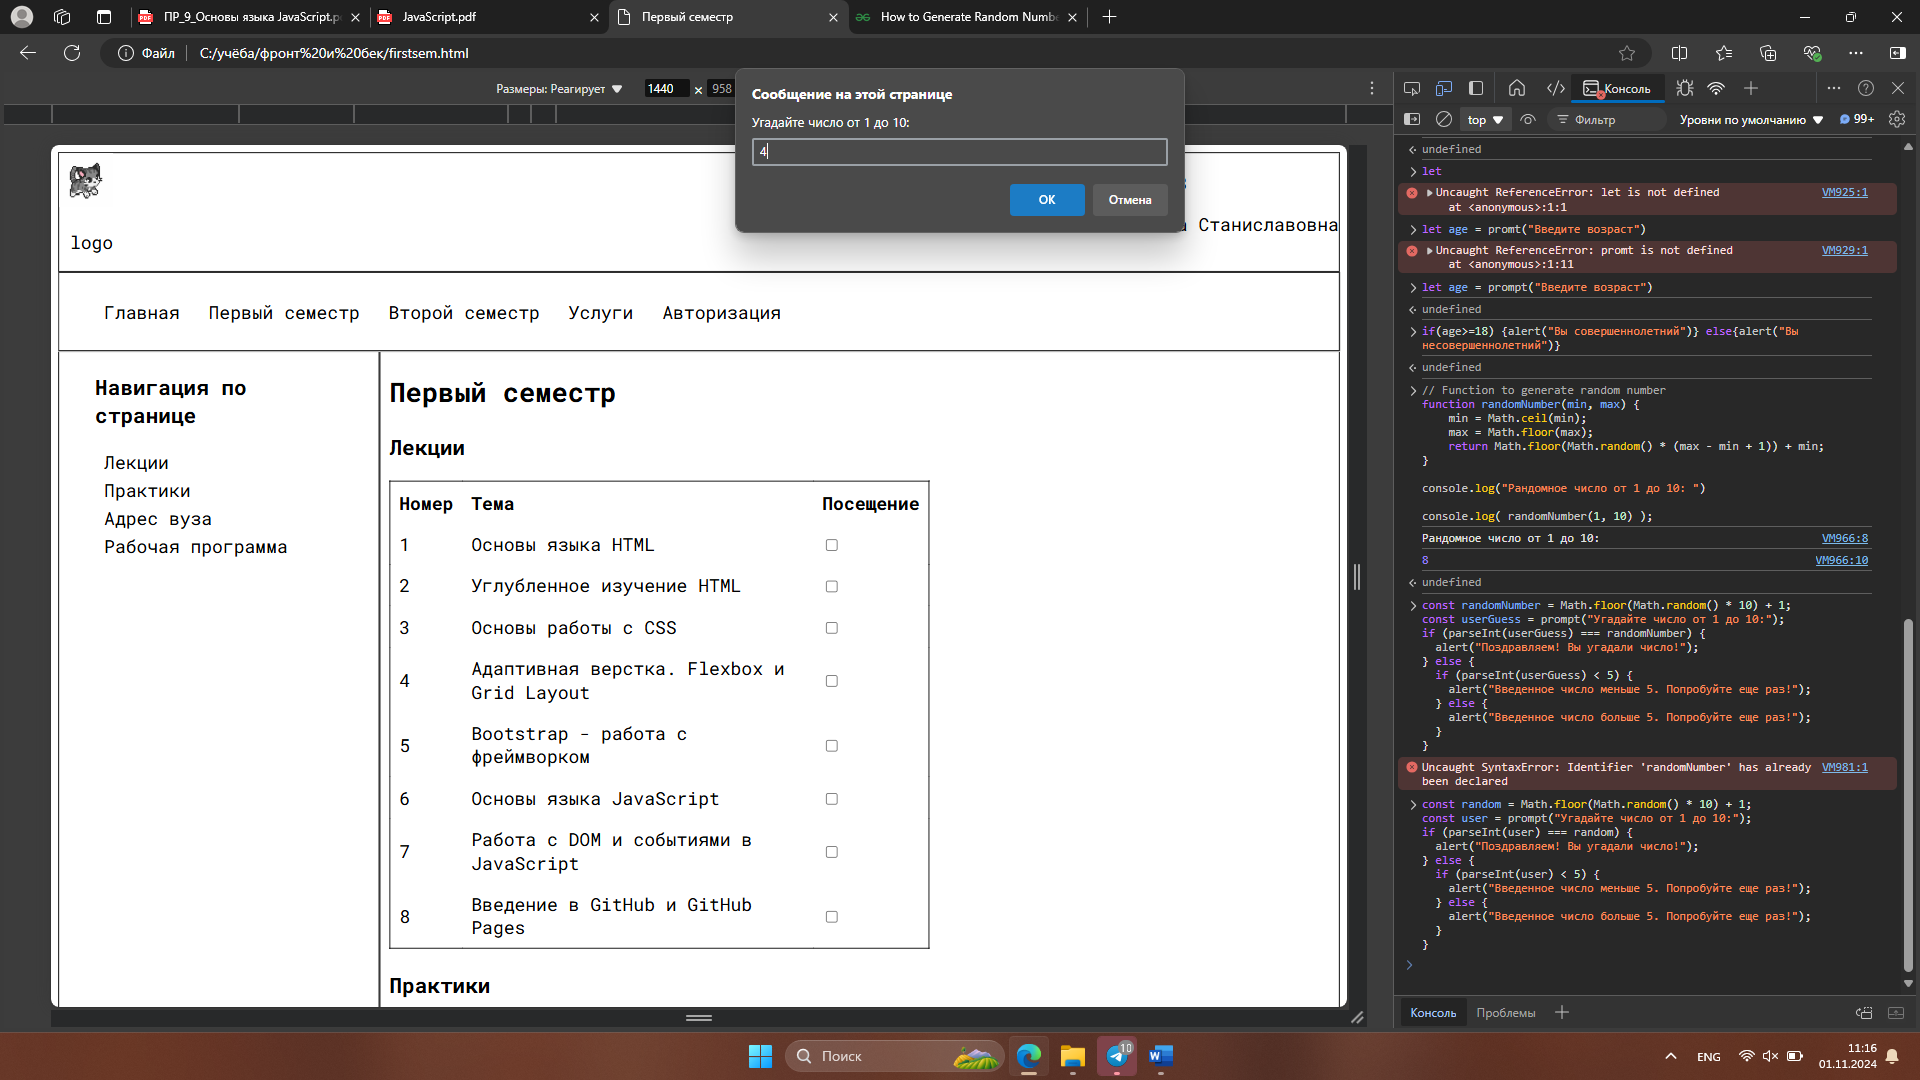 ПР_9_Основы языка JavaScript.p
JavaScript.pdf
Первый семестр
How to Generate Random Numb
Файл
C:/учёба/фронт%20и%20бек/firstsem.html
Размеры: Реагирует
1440
×
958
Сообщение на этой странице
Угадайте число от 1 до 10:
4
ОК
Отмена
Станиславовна
logo
Главная
Первый семестр
Второй семестр
Услуги
Авторизация
Навигация по
странице
Лекции
Практики
Адрес вуза
Рабочая программа
Первый семестр
Лекции
Номер Тема Посещение
1 Основы языка HTML
2 Углубленное изучение HTML
3 Основы работы с CSS
4 Адаптивная верстка. Flexbox и
Grid Layout
5 Bootstrap - работа с
фреймворком
6 Основы языка JavaScript
7 Работа с DOM и событиями в
JavaScript
8 Введение в GitHub и GitHub
Pages
Практики
Консоль
top
Фильтр
Уровни по умолчанию
99+
undefined
let
Uncaught ReferenceError: let is not defined VM925:1
at <anonymous>:1:1
let age = promt("Введите возраст")
Uncaught ReferenceError: promt is not defined VM929:1
at <anonymous>:1:11
let age = prompt("Введите возраст")
undefined
if(age>=18) {alert("Вы совершеннолетний")} else{alert("Вы
несовершеннолетний")}
undefined
// Function to generate random number
function randomNumber(min, max) {
min = Math.ceil(min);
max = Math.floor(max);
return Math.floor(Math.random() * (max - min + 1)) + min;
}
console.log("Рандомное число от 1 до 10: ")
console.log( randomNumber(1, 10) );
Рандомное число от 1 до 10: VM966:8
8 VM966:10
undefined
const randomNumber = Math.floor(Math.random() * 10) + 1;
const userGuess = prompt("Угадайте число от 1 до 10:");
if (parseInt(userGuess) === randomNumber) {
alert("Поздравляем! Вы угадали число!");
} else {
if (parseInt(userGuess) < 5) {
alert("Введенное число меньше 5. Попробуйте еще раз!");
} else {
alert("Введенное число больше 5. Попробуйте еще раз!");
}
}
Uncaught SyntaxError: Identifier 'randomNumber' has already VM981:1
been declared
const random = Math.floor(Math.random() * 10) + 1;
const user = prompt("Угадайте число от 1 до 10:");
if (parseInt(user) === random) {
alert("Поздравляем! Вы угадали число!");
} else {
if (parseInt(user) < 5) {
alert("Введенное число меньше 5. Попробуйте еще раз!");
} else {
alert("Введенное число больше 5. Попробуйте еще раз!");
}
}
Консоль
Проблемы
Поиск
10
ENG
11:16
01.11.2024